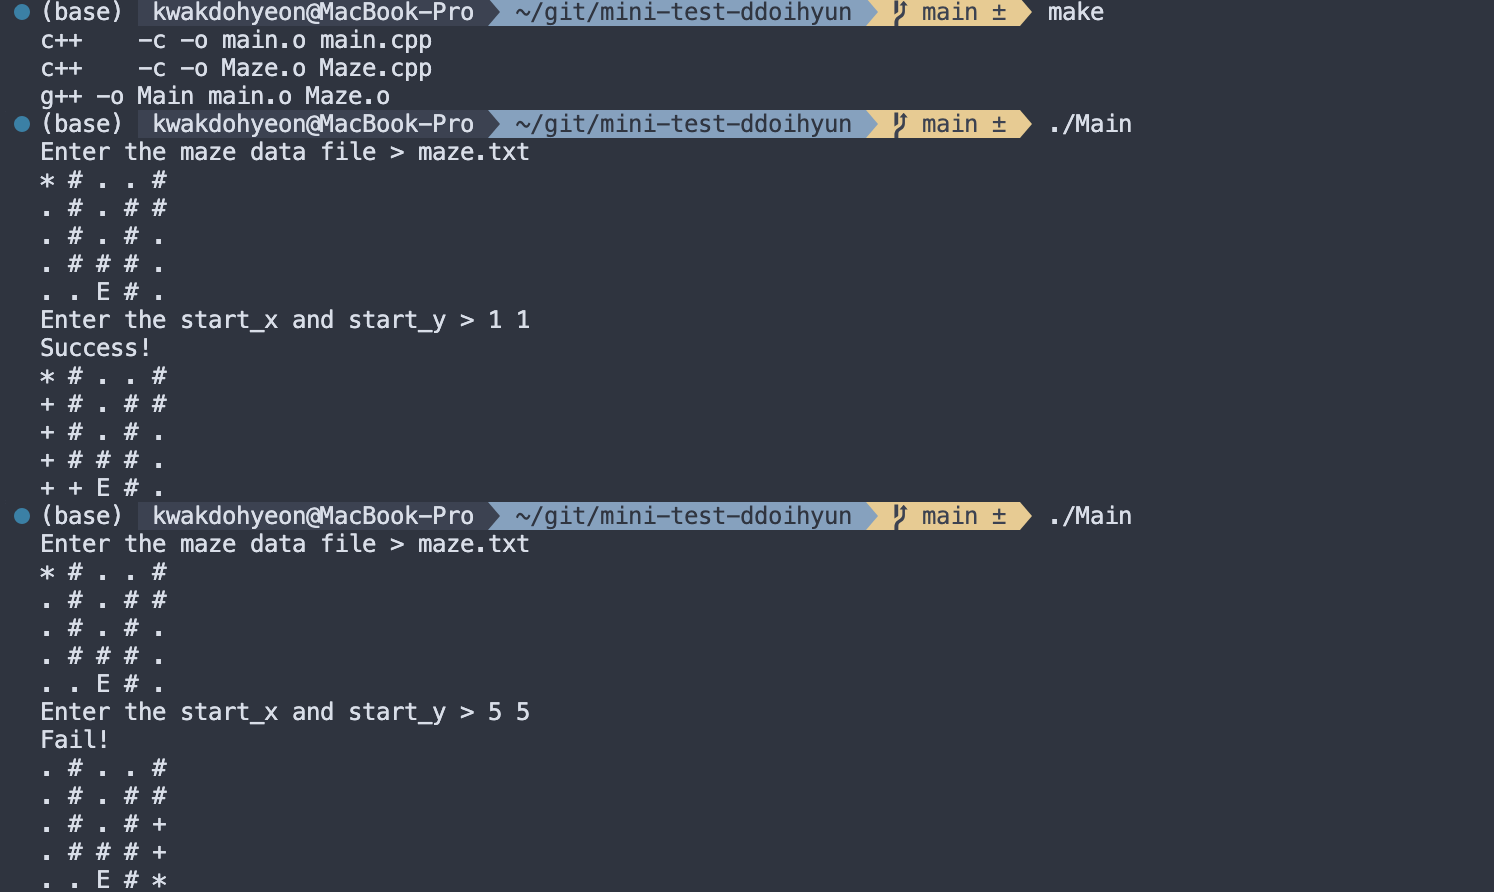 (base) kwakdohyeon@MacBook-Pro ~/git/mini-test-ddoihyun main ± make
c++    -c -o main.o main.cpp
c++    -c -o Maze.o Maze.cpp
g++ -o Main main.o Maze.o
(base) kwakdohyeon@MacBook-Pro ~/git/mini-test-ddoihyun main ± ./Main
Enter the maze data file > maze.txt
* # . . #
. # . # #
. # . # .
. # # # .
. . E # .
Enter the start_x and start_y > 1 1
Success!
* # . . #
+ # . # #
+ # . # .
+ # # # .
+ + E # .
(base) kwakdohyeon@MacBook-Pro ~/git/mini-test-ddoihyun main ± ./Main
Enter the maze data file > maze.txt
* # . . #
. # . # #
. # . # .
. # # # .
. . E # .
Enter the start_x and start_y > 5 5
Fail!
. # . . #
. # . # #
. # . # +
. # # # +
. . E # *